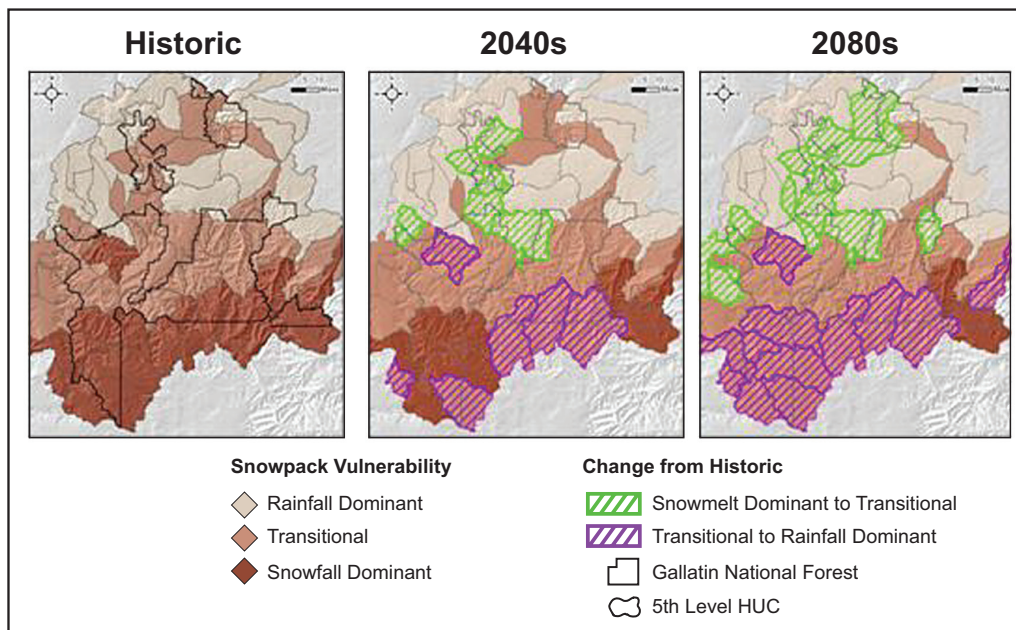 Historic
2040s
2080s
Snowpack Vulnerability
Rainfall Dominant
Transitional
Snowfall Dominant
Change from Historic
Snowmelt Dominant to Transitional
Transitional to Rainfall Dominant
Gallatin National Forest
5th Level HUC